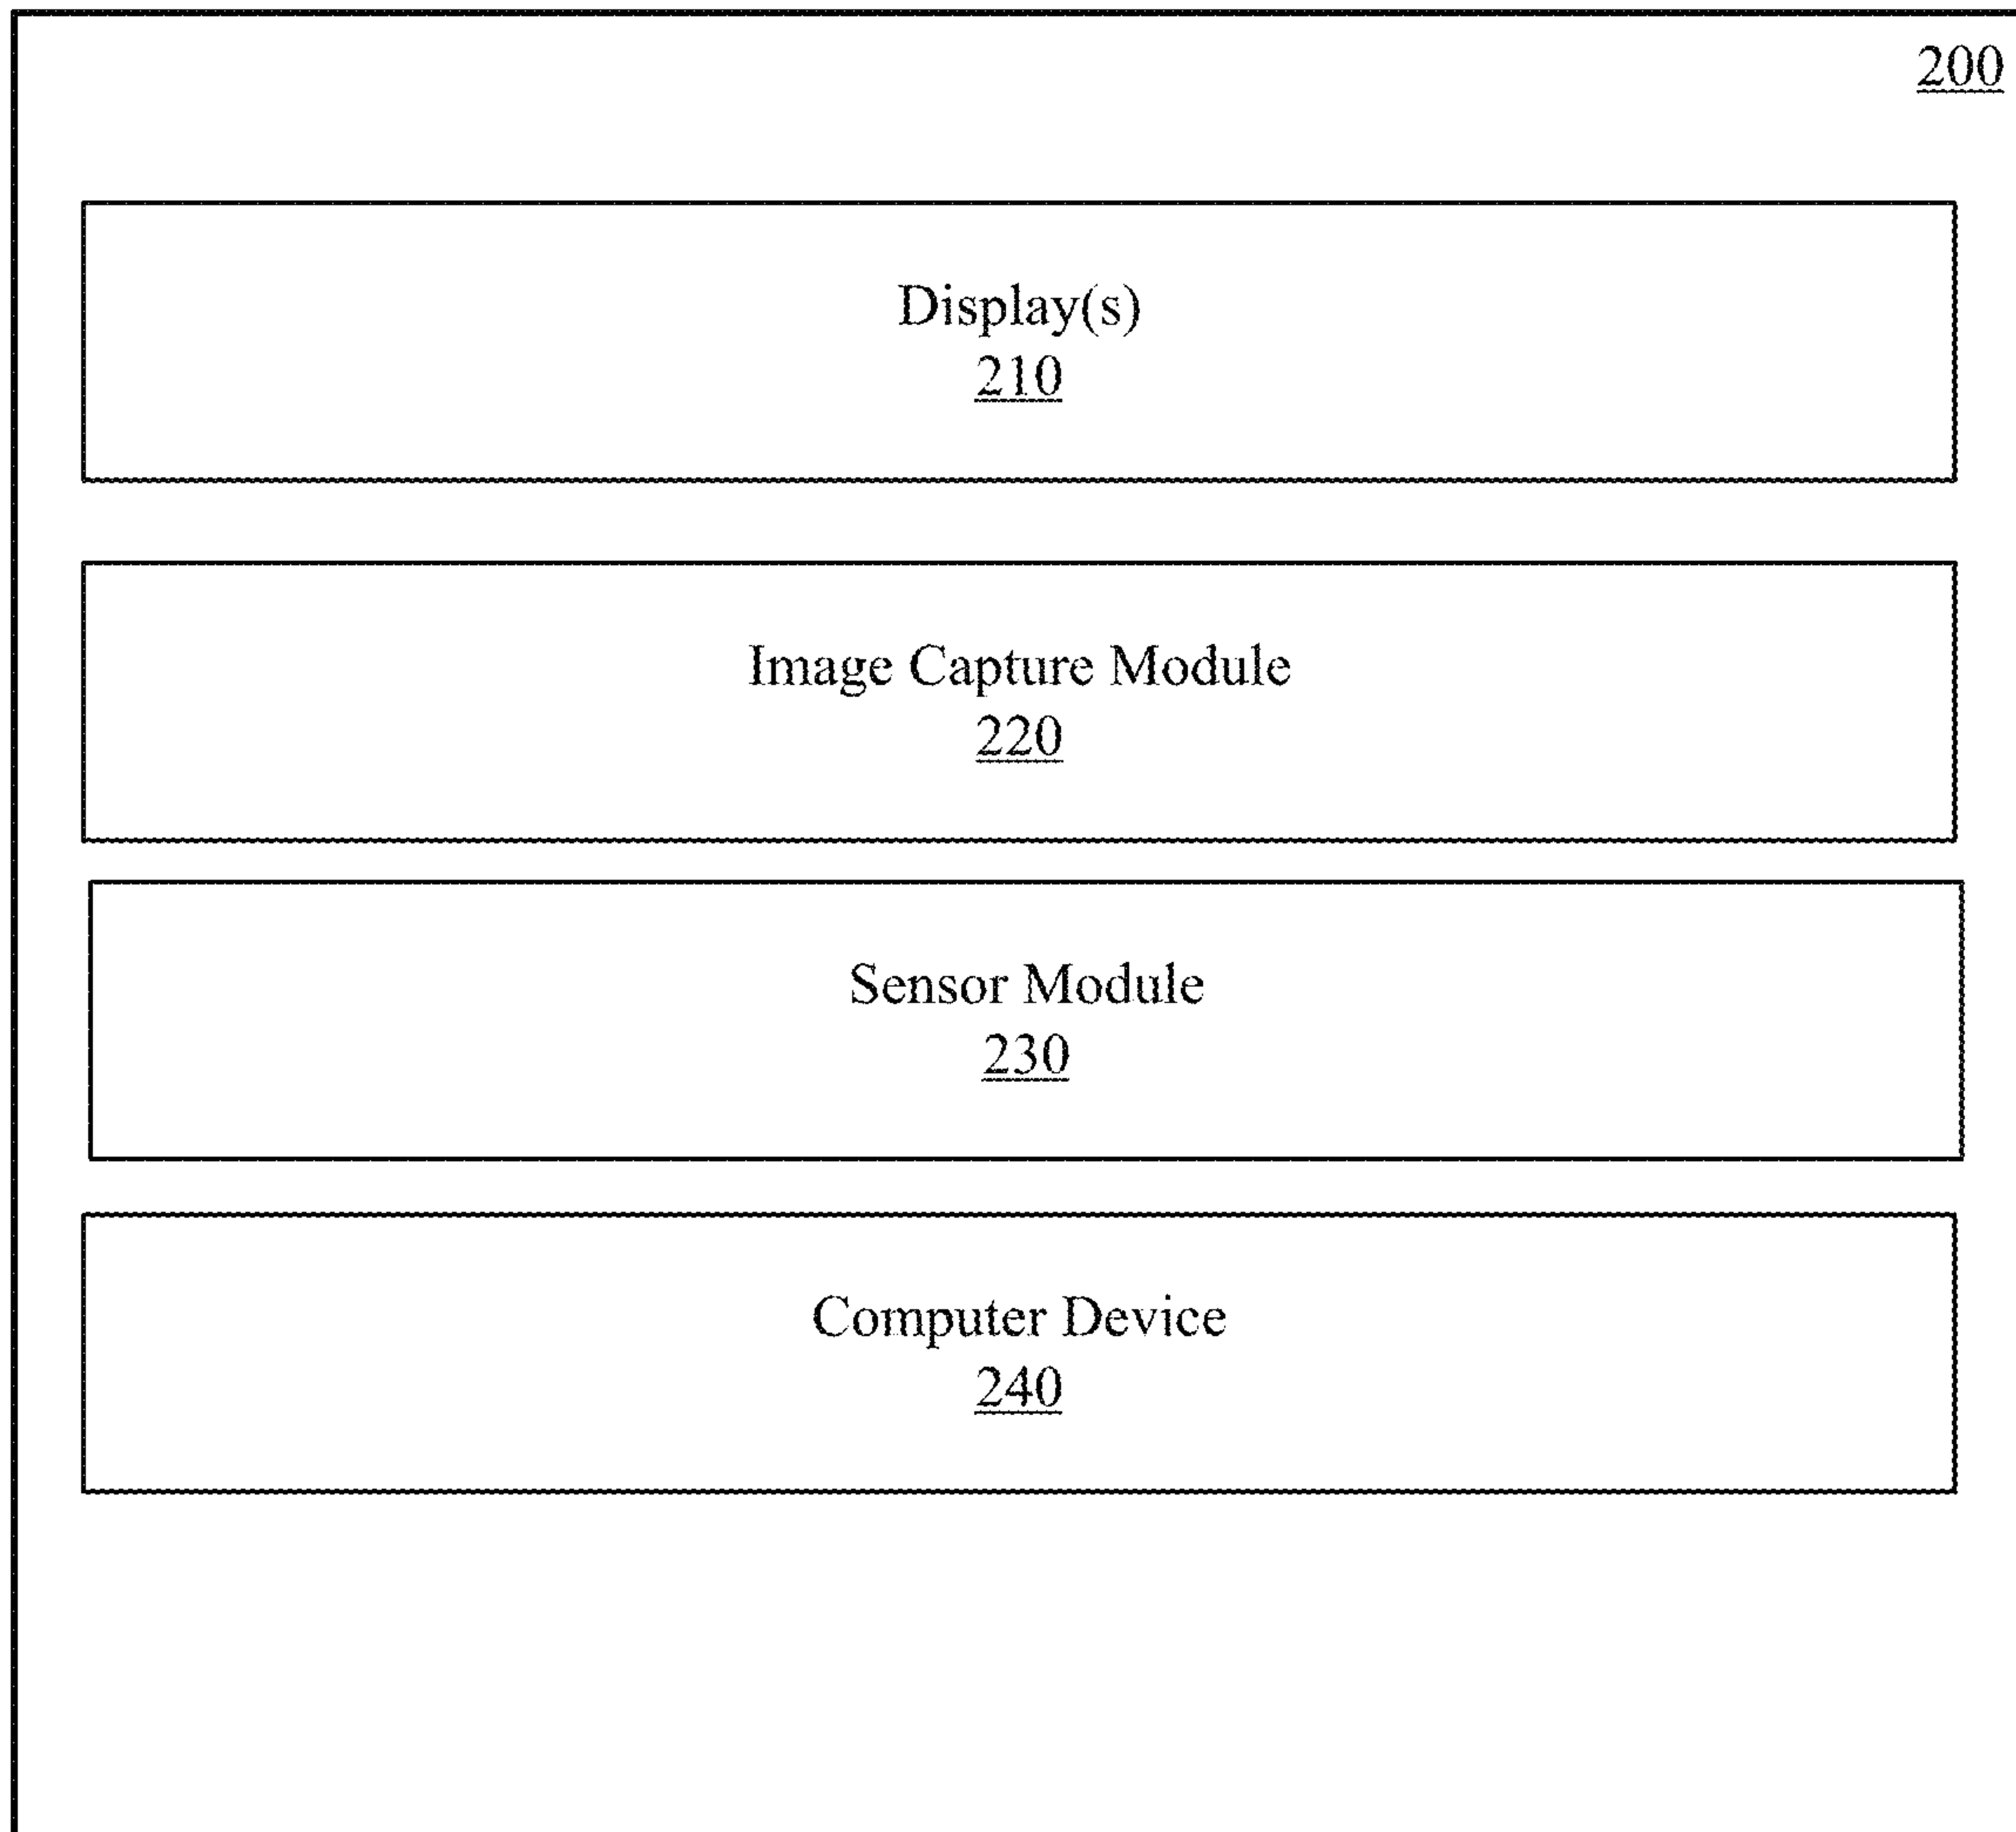 200
Display(s)
210
Image Capture Module
220
Sensor Module
230
Computer Device
240